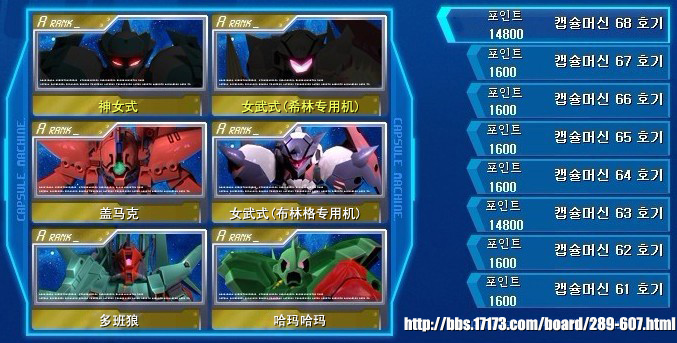 A RANK_
A RANK_
神女式
女武式(希林专用机)
A RANK_
A RANK_
盖马克
女武式(布林格专用机)
A RANK_
A RANK_
多班狼
哈玛哈玛
CAPSULE MACHINE
CAPSULE MACHINE
포인트
14800
캡슐머신 68 호기
포인트
1600
캡슐머신 67 호기
포인트
1600
캡슐머신 66 호기
포인트
1600
캡슐머신 65 호기
포인트
1600
캡슐머신 64 호기
포인트
14800
캡슐머신 63 호기
포인트
1600
캡슐머신 62 호기
포인트
1600
캡슐머신 61 호기
http://bbs.17173.com/board/289-607.html